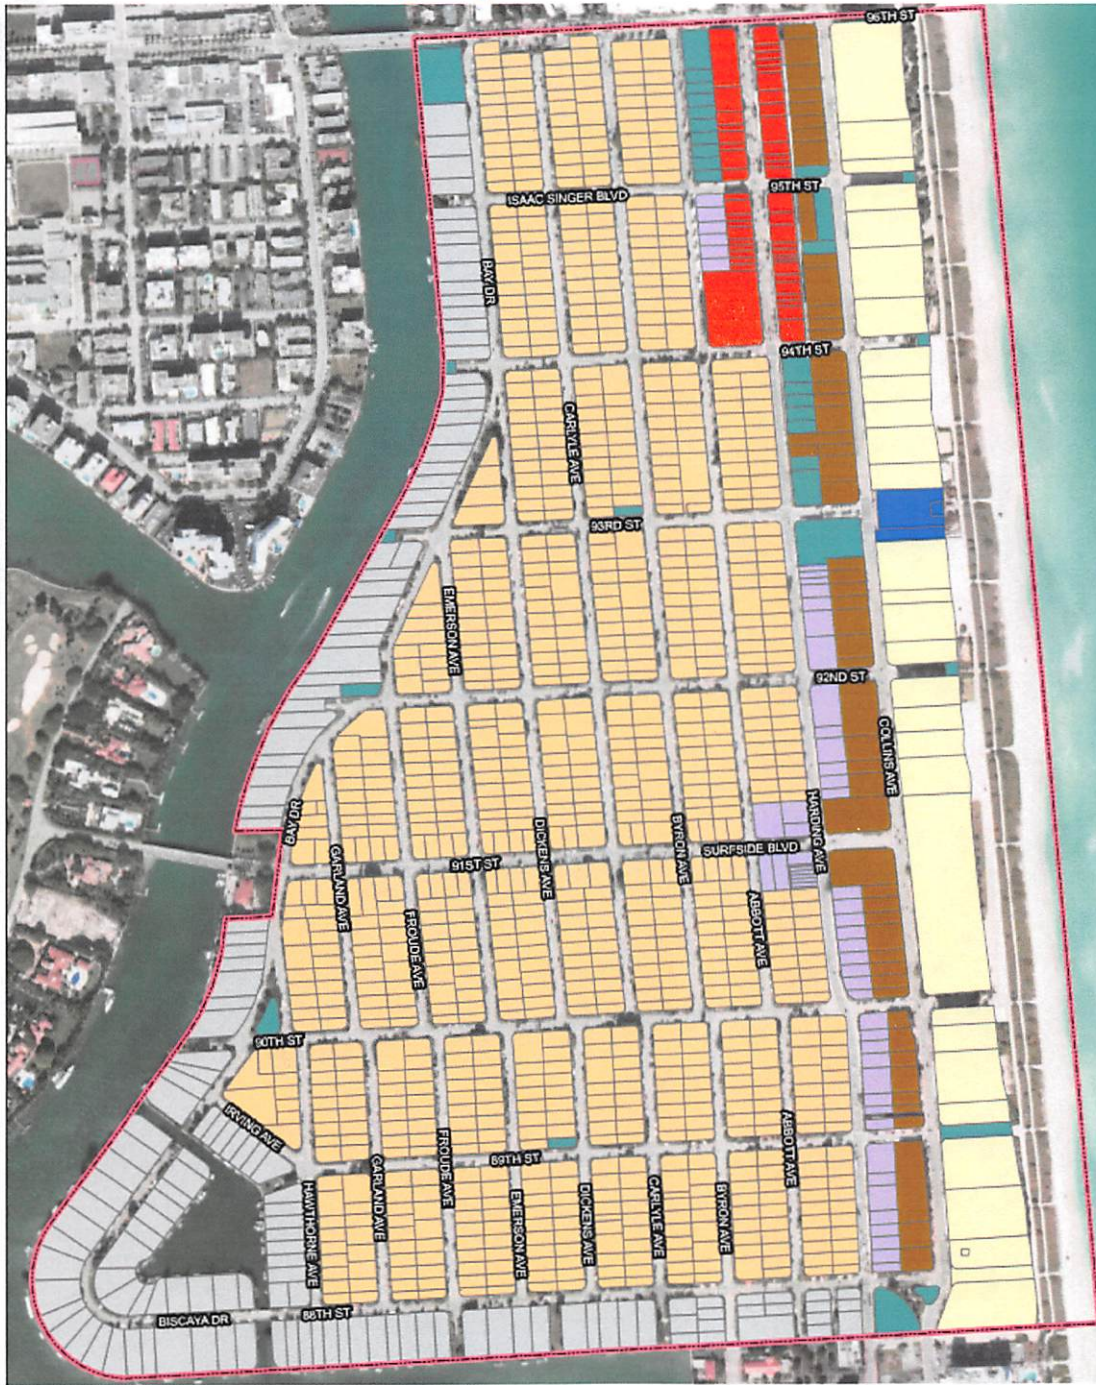 96TH ST
95TH ST
ISAAC SINGER BLVD
BAY DR
94TH ST
CARLYLE AVE
93RD ST
EMERSON AVE
92ND ST
COLLINS AVE
BAY DR
HARDING AVE
DICKENS AVE
BYRON AVE
SURFSIDE BLVD
GARLAND AVE
91ST ST
FROUDE AVE
ABBOTT AVE
90TH ST
IRVING AVE
ABBOTT AVE
FROUDE AVE
89TH ST
GARLAND AVE
HAWTHORNE AVE
EMERSON AVE
DICKENS AVE
CARLYLE AVE
BYRON AVE
88TH ST
BISCAYA DR